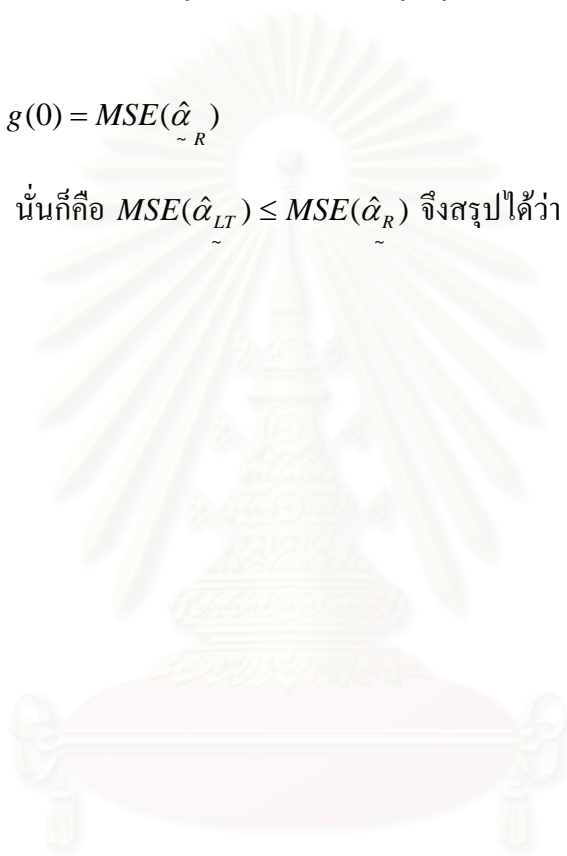 g(0) = MSE(α̂_R)
~
นั่นก็คือ MSE(α̂_LT) ≤ MSE(α̂_R) จึงสรุปได้ว่า
~ ~